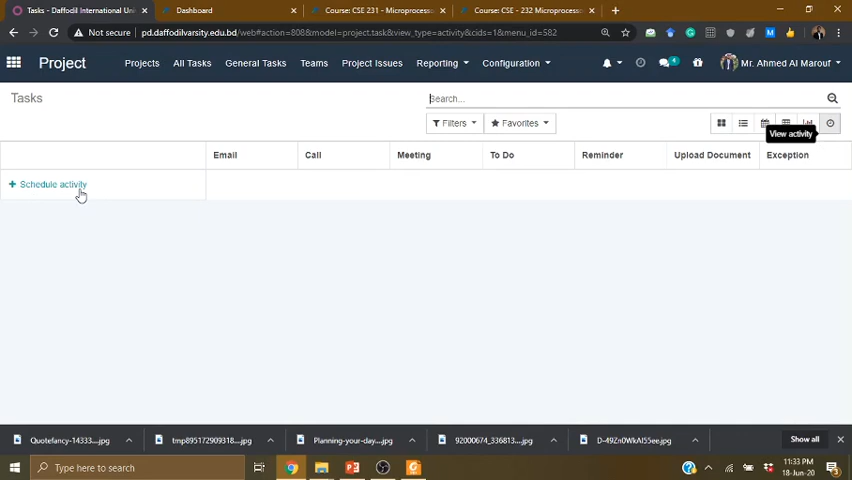 Tasks - Daffodil International Uni
Dashboard
Course: CSE 231 - Microprocess
Course: CSE - 232 Microprocess
Not secure
pd.daffodilvarsity.edu.bd/web#action=808&model=project.task&view_type=activity&cids=1&menu_id=582
Project
Projects
All Tasks
General Tasks
Teams
Project Issues
Reporting
Configuration
4
Mr. Ahmed Al Marouf
Tasks
Search...
Filters
Favorites
View activity
Email
Call
Meeting
To Do
Reminder
Upload Document
Exception
+ Schedule activity
Quotefancy-14333....jpg
tmp895172909318...jpg
Planning-your-day....jpg
92000674_336813....jpg
D-49Zn0WkAI55ee.jpg
Show all
Type here to search
11:33 PM
18-Jun-20
3